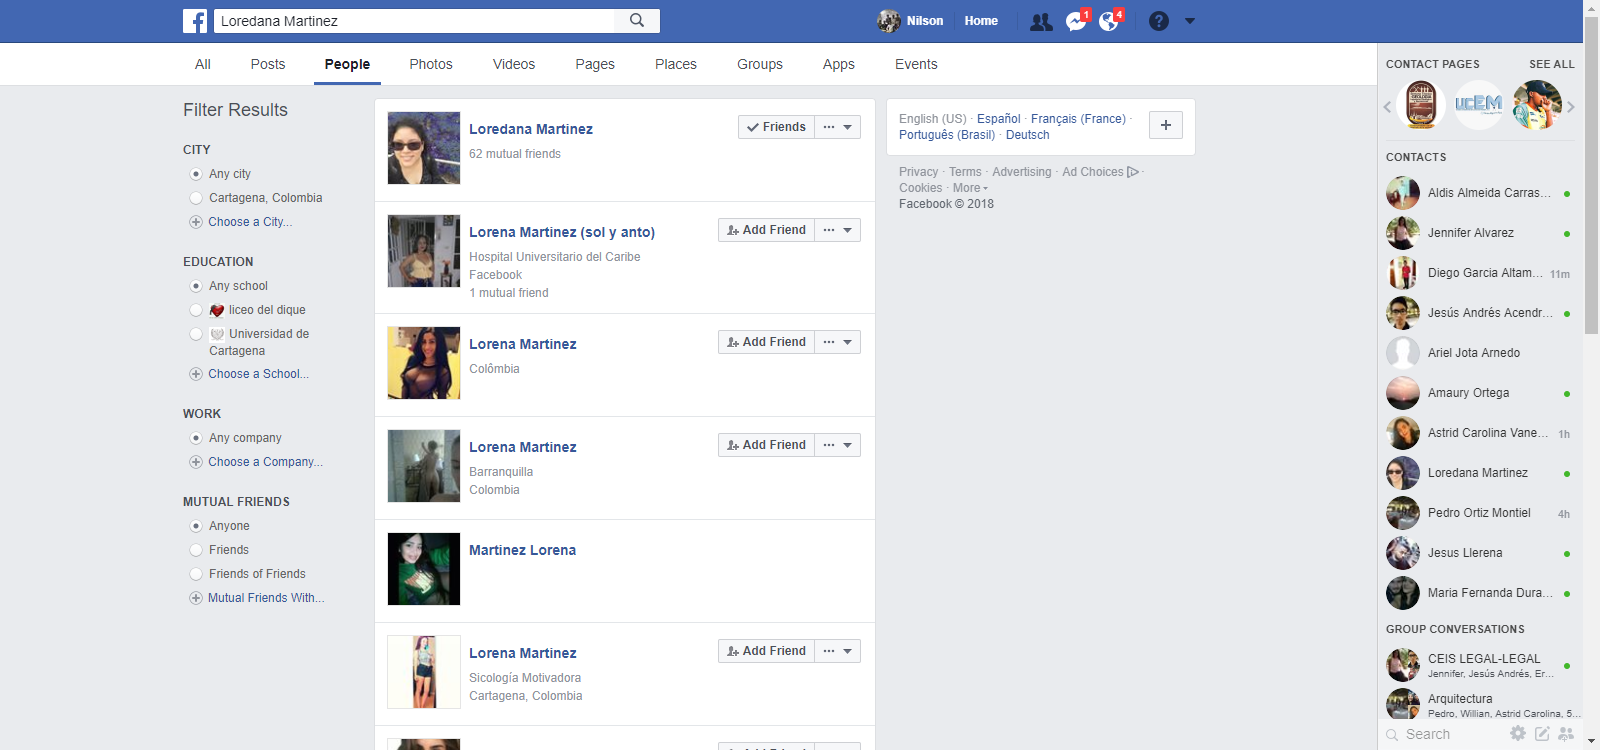 Loredana Martinez
Nilson
Home
1
4
?
All
Posts
People
Photos
Videos
Pages
Places
Groups
Apps
Events
Filter Results
CITY
Any city
Cartagena, Colombia
Choose a City...
EDUCATION
Any school
liceo del dique
Universidad de
Cartagena
Choose a School...
WORK
Any company
Choose a Company...
MUTUAL FRIENDS
Anyone
Friends
Friends of Friends
Mutual Friends With...
Loredana Martinez
62 mutual friends
Friends
Lorena Martinez (sol y anto)
Hospital Universitario del Caribe
Facebook
1 mutual friend
Add Friend
Lorena Martinez
Colômbia
Add Friend
Lorena Martinez
Barranquilla
Colombia
Add Friend
Martinez Lorena
Lorena Martinez
Sicología Motivadora
Cartagena, Colombia
Add Friend
Add Friend
English (US) · Español · Français (France) ·
Português (Brasil) · Deutsch
Privacy · Terms · Advertising · Ad Choices ·
Cookies · More
Facebook © 2018
CONTACT PAGES
SEE ALL
UCEM
CONTACTS
Aldis Almeida Carras...
Jennifer Alvarez
Diego Garcia Altam... 11m
Jesús Andrés Acendr...
Ariel Jota Arnedo
Amaury Ortega
Astrid Carolina Vane... 1h
Loredana Martinez
Pedro Ortiz Montiel 4h
Jesus Llerena
Maria Fernanda Dura...
GROUP CONVERSATIONS
CEIS LEGAL-LEGAL
Jennifer, Jesús Andrés, Er...
Arquitectura
Pedro, Willian, Astrid Carolina, 5...
Search